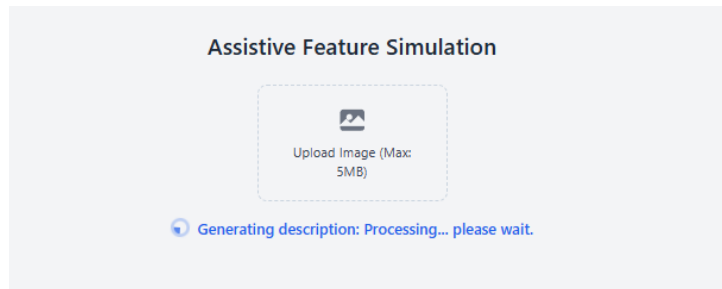 Assistive Feature Simulation
Upload Image (Max:
5MB)
Generating description: Processing... please wait.